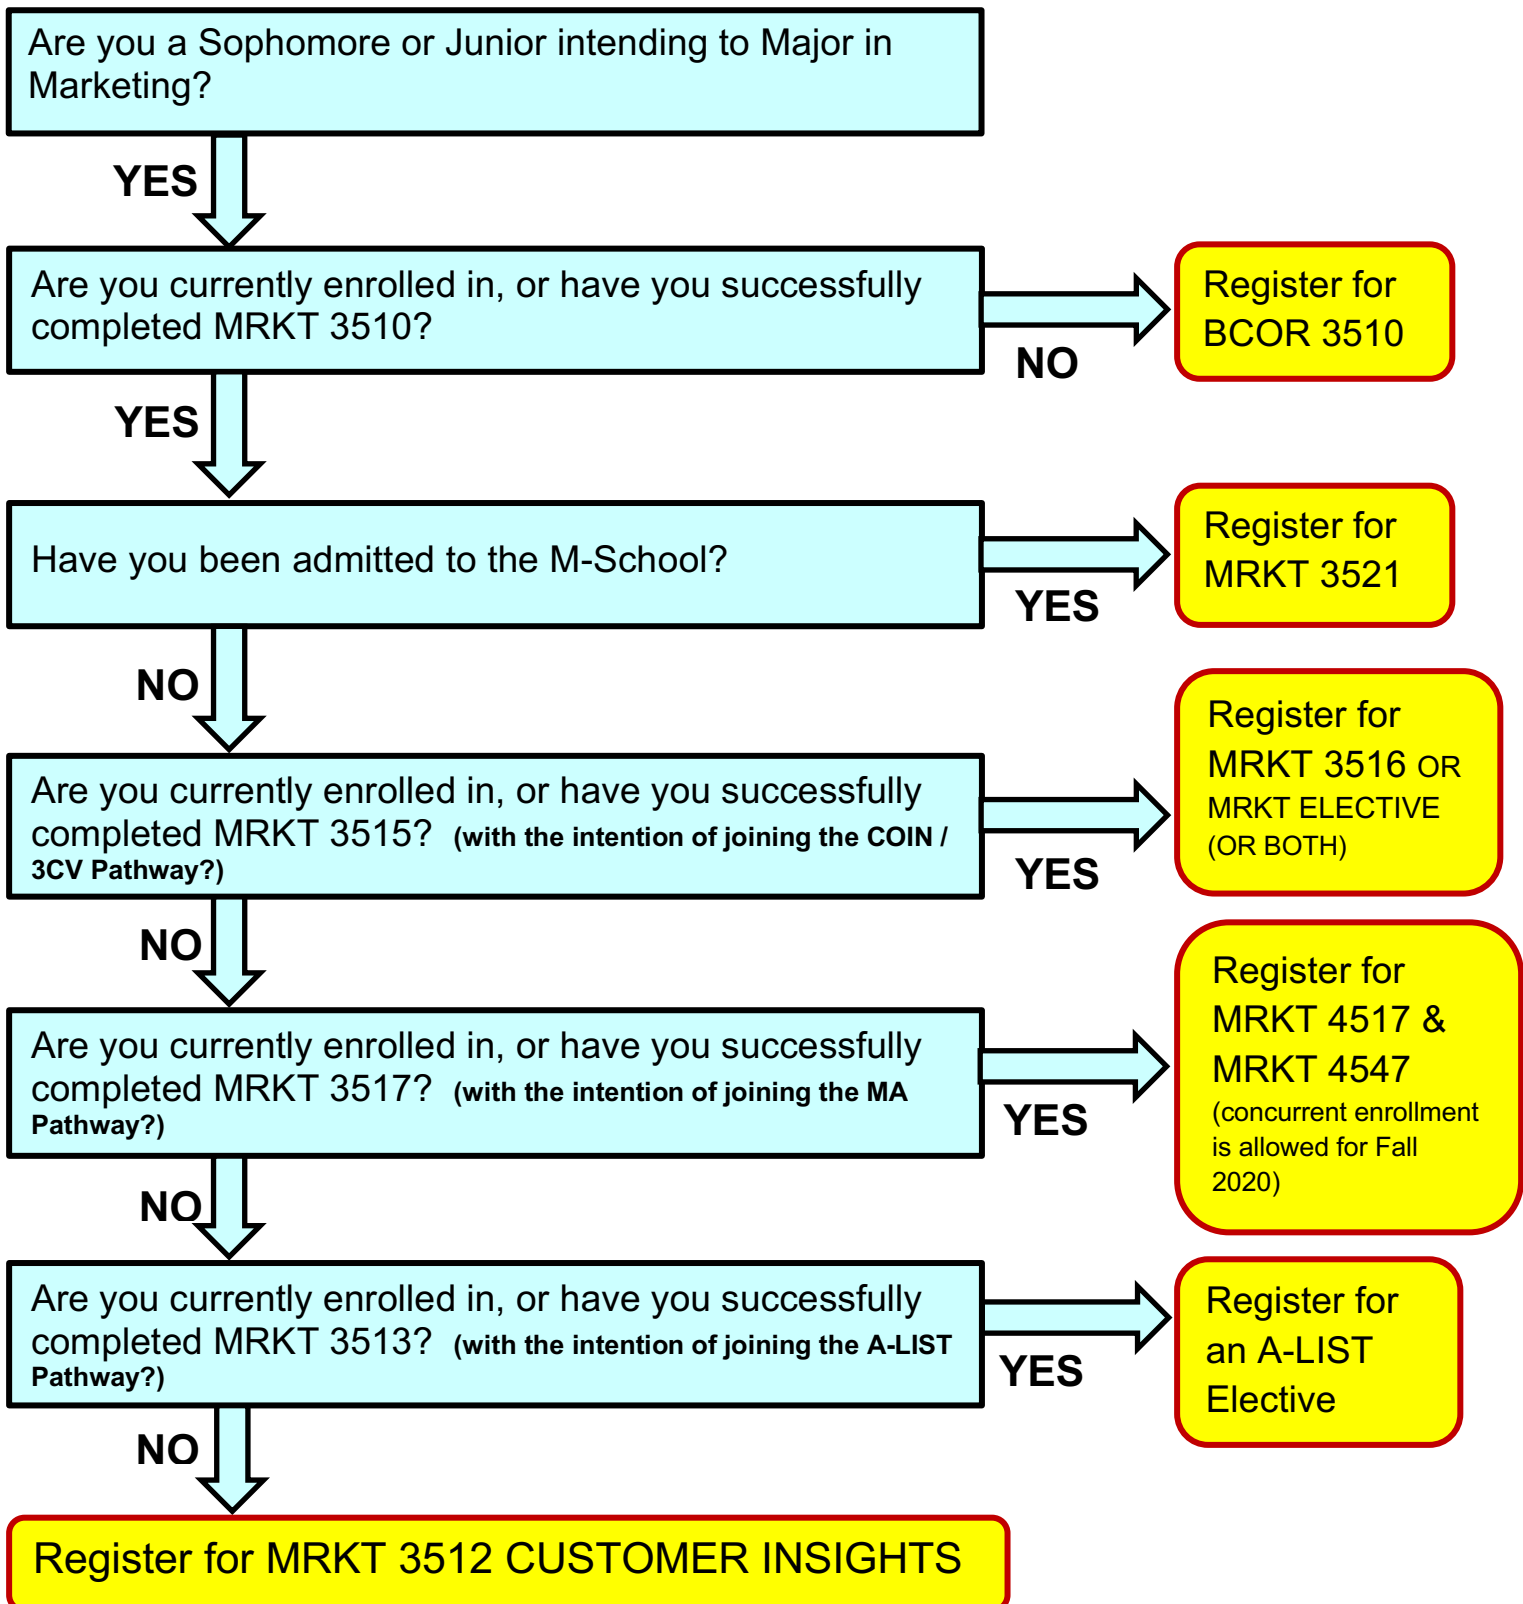 Are you a Sophomore or Junior intending to Major in
Marketing?
YES
Are you currently enrolled in, or have you successfully
completed MRKT 3510?
NO
Register for
BCOR 3510
YES
Have you been admitted to the M-School?
YES
Register for
MRKT 3521
NO
Are you currently enrolled in, or have you successfully
completed MRKT 3515? (with the intention of joining the COIN /
3CV Pathway?)
YES
Register for
MRKT 3516 OR
MRKT ELECTIVE
(OR BOTH)
NO
Are you currently enrolled in, or have you successfully
completed MRKT 3517? (with the intention of joining the MA
Pathway?)
YES
Register for
MRKT 4517 &
MRKT 4547
(concurrent enrollment
is allowed for Fall
2020)
NO
Are you currently enrolled in, or have you successfully
completed MRKT 3513? (with the intention of joining the A-LIST
Pathway?)
YES
Register for
an A-LIST
Elective
NO
Register for MRKT 3512 CUSTOMER INSIGHTS